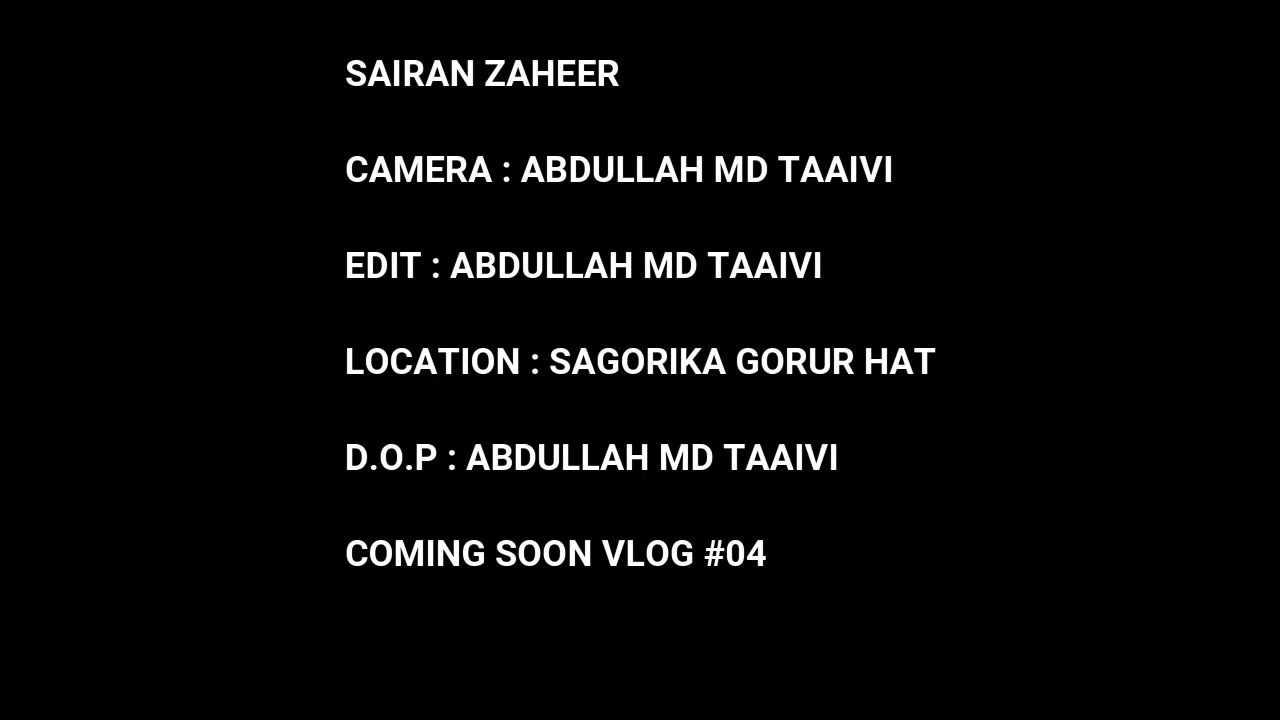 SAIRAN ZAHEER
CAMERA : ABDULLAH MD TAAIVI
EDIT : ABDULLAH MD TAAIVI
LOCATION : SAGORIKA GORUR HAT
D.O.P : ABDULLAH MD TAAIVI
COMING SOON VLOG #04